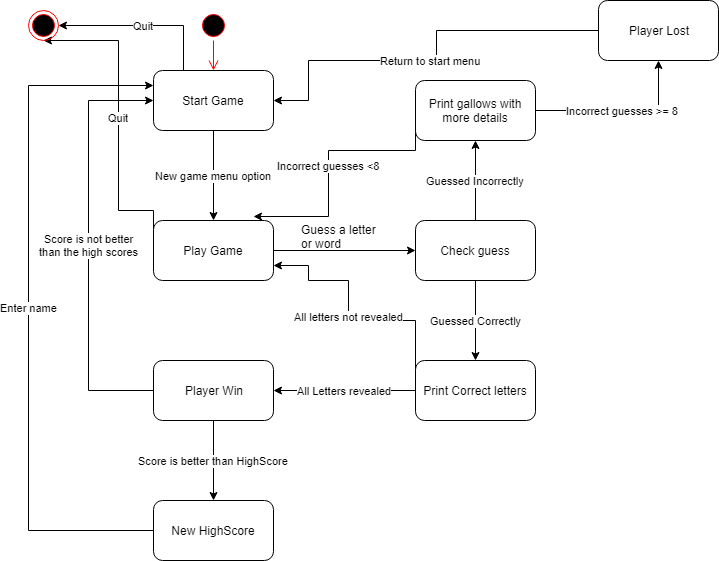 Quit
Player Lost
Return to start menu
Start Game
Print gallows with
more details
Incorrect guesses >= 8
Quit
Incorrect guesses <8
New game menu option
Guessed Incorrectly
Guess a letter
or word
Score is not better
than the high scores
Play Game
Check guess
Enter name
All letters not revealed
Guessed Correctly
Player Win
All Letters revealed
Print Correct letters
Score is better than HighScore
New HighScore